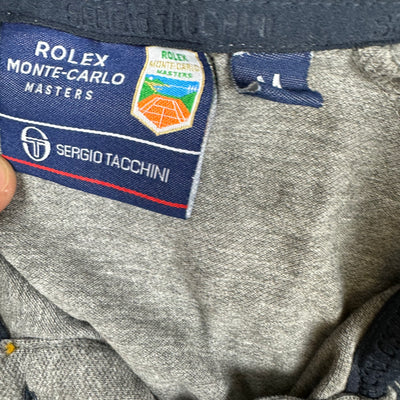 ROLEX
MONTE-CARLO
MASTERS
ROLEX
MONTE-CARLO
MASTERS
SERGIO TACCHINI